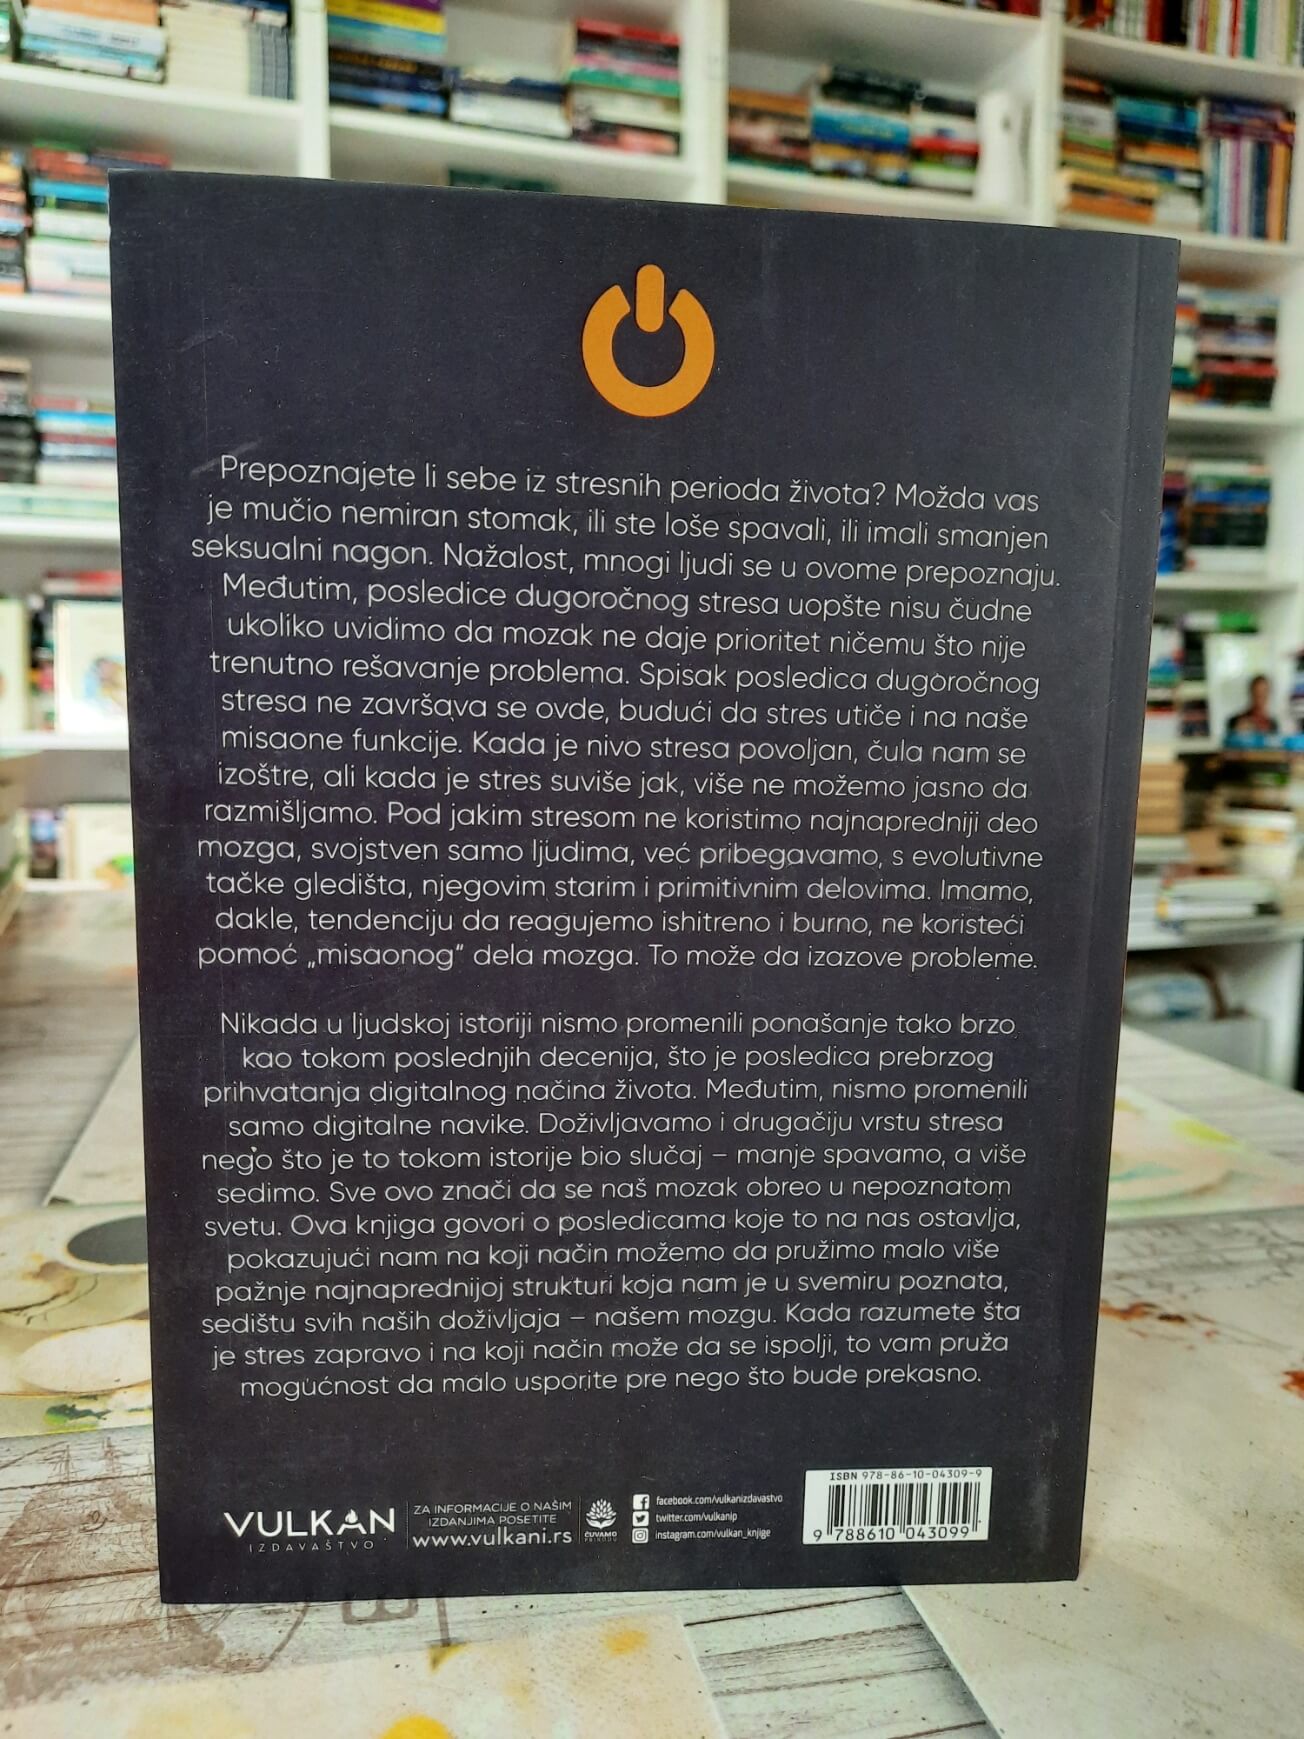 Prepoznajete li sebe iz stresnih perioda života? Možda vas
je mučio nemiran stomak, ili ste loše spavali, ili imali smanjen
seksualni nagon. Nažalost, mnogi ljudi se u ovome prepoznaju.
Međutim, posledice dugoročnog stresa uopšte nisu čudne
ukoliko uvidimo da mozak ne daje prioritet ničemu što nije
trenutno rešavanje problema. Spisak posledica dugoročnog
stresa ne završava se ovde, budući da stres utiče i na naše
misaone funkcije. Kada je nivo stresa povoljan, čula nam se
izoštre, ali kada je stres suviše jak, više ne možemo jasno da
razmišljamo. Pod jakim stresom ne koristimo najnapredniji deo
mozga, svojstven samo ljudima, već pribegavamo, s evolutivne
tačke gledišta, njegovim starim i primitivnim delovima. Imamo,
dakle, tendenciju da reagujemo ishitreno i burno, ne koristeći
pomoć „misaonog“ dela mozga. To može da izazove probleme.
Nikada u ljudskoj istoriji nismo promenili ponašanje tako brzo
kao tokom poslednjih decenija, što je posledica prebrzog
prihvatanja digitalnog načina života. Međutim, nismo promenili
samo digitalne navike. Doživljavamo i drugačiju vrstu stresa
nego što je to tokom istorije bio slučaj – manje spavamo, a više
sedimo. Sve ovo znači da se naš mozak obreo u nepoznatom
svetu. Ova knjiga govori o posledicama koje to na nas ostavlja,
pokazujući nam na koji način možemo da pružimo malo više
pažnje najnaprednijoj strukturi koja nam je u svemiru poznata,
sedištu svih naših doživljaja – našem mozgu. Kada razumete šta
je stres zapravo i na koji način može da se ispolji, to vam pruža
mogućnost da malo usporite pre nego što bude prekasno.
VULKAN
IZDAVAŠTVO
ZA INFORMACIJE O NAŠIM
IZDANJIMA POSETITE
www.vulkani.rs
ČUVAMO
PRIRODU
facebook.com/vulkanizdavastvo
twitter.com/vulkanip
instagram.com/vulkan_knjige
ISBN 978-86-10-04309-9
9 788610 043099